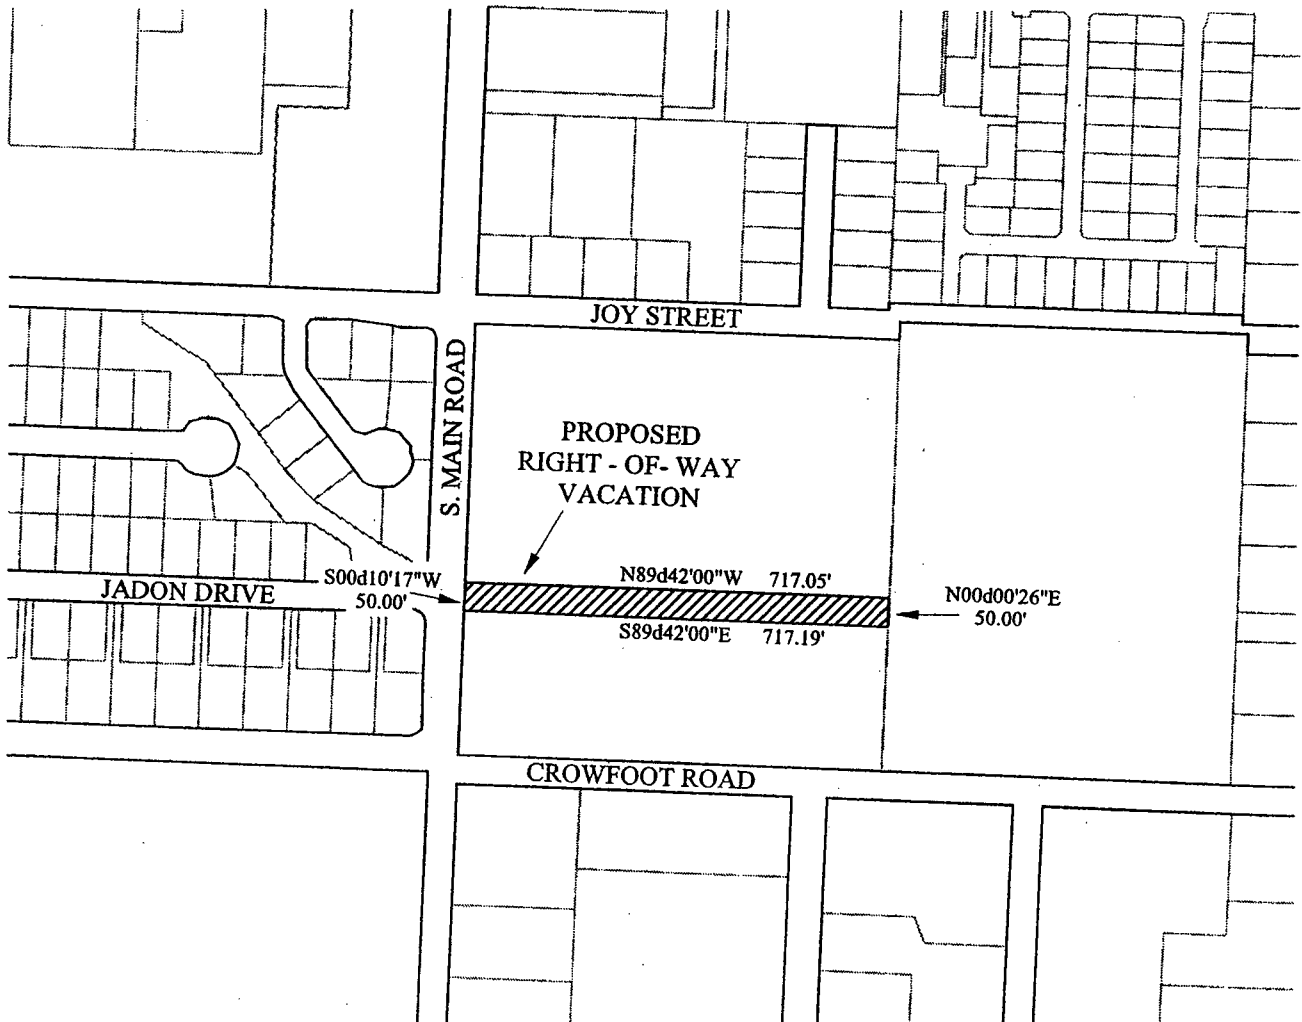 JOY STREET
S. MAIN ROAD
PROPOSED
RIGHT - OF- WAY
VACATION
S00d10'17"W
50.00'
N89d42'00"W 717.05'
JADON DRIVE
N00d00'26"E
50.00'
S89d42'00"E 717.19'
CROWFOOT ROAD